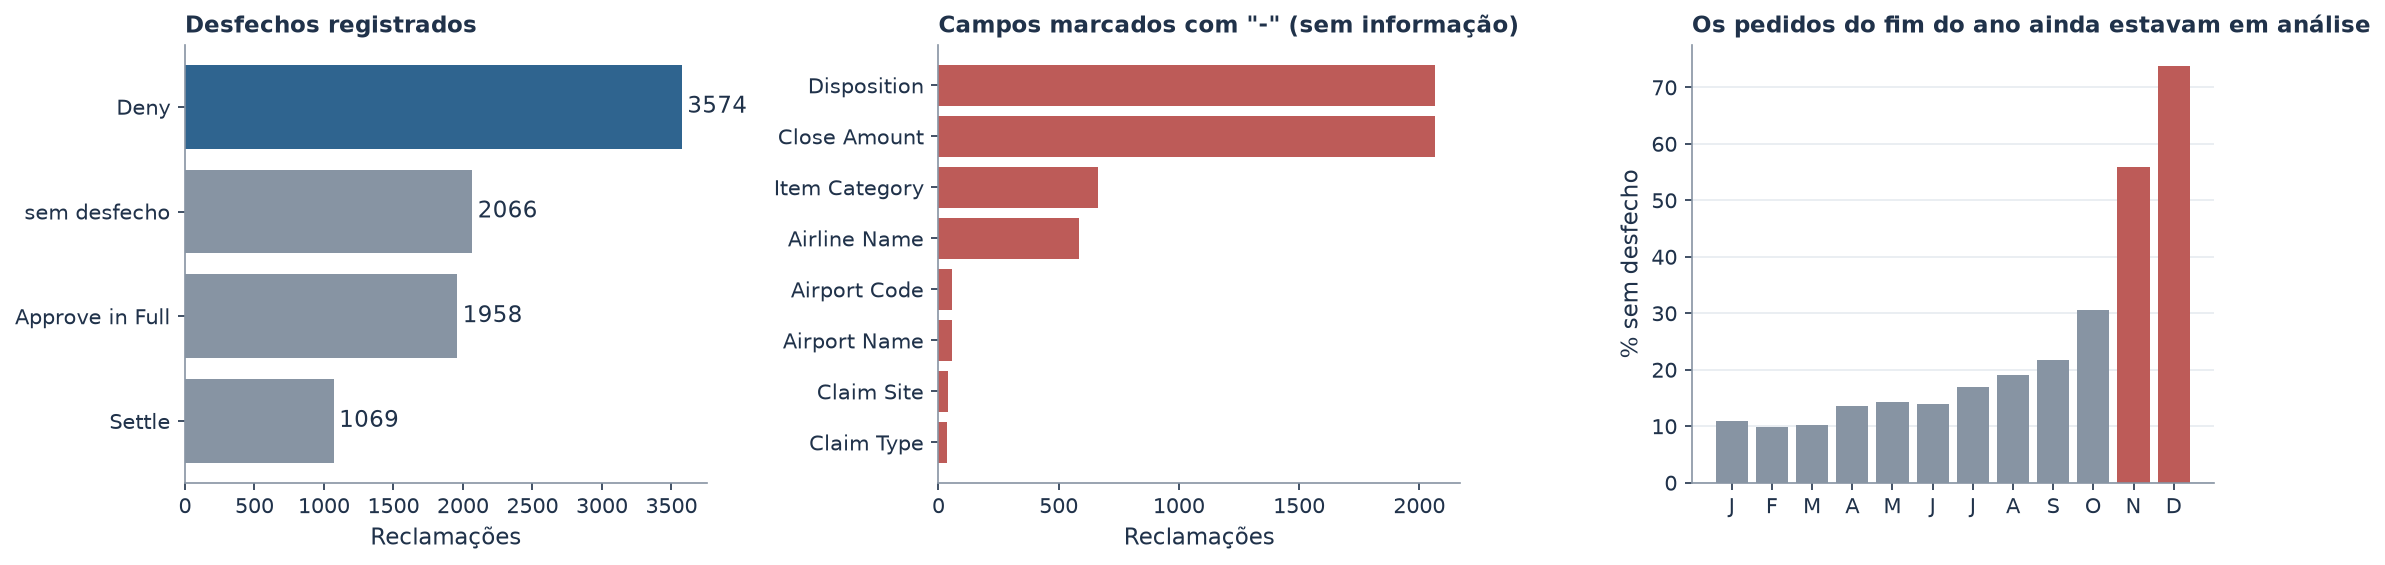 Desfechos registrados
Deny
3574
sem desfecho
2066
Approve in Full
1958
Settle
1069
0 500 1000 1500 2000 2500 3000 3500
Reclamações
Campos marcados com "-" (sem informação)
Disposition
Close Amount
Item Category
Airline Name
Airport Code
Airport Name
Claim Site
Claim Type
0 500 1000 1500 2000
Reclamações
Os pedidos do fim do ano ainda estavam em análise
% sem desfecho
70
60
50
40
30
20
10
0
J F M A M J J A S O N D